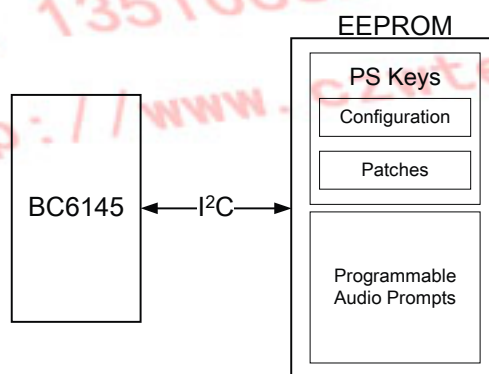 EEPROM
PS Keys
Configuration
Patches
BC6145
I²C
Programmable
Audio Prompts